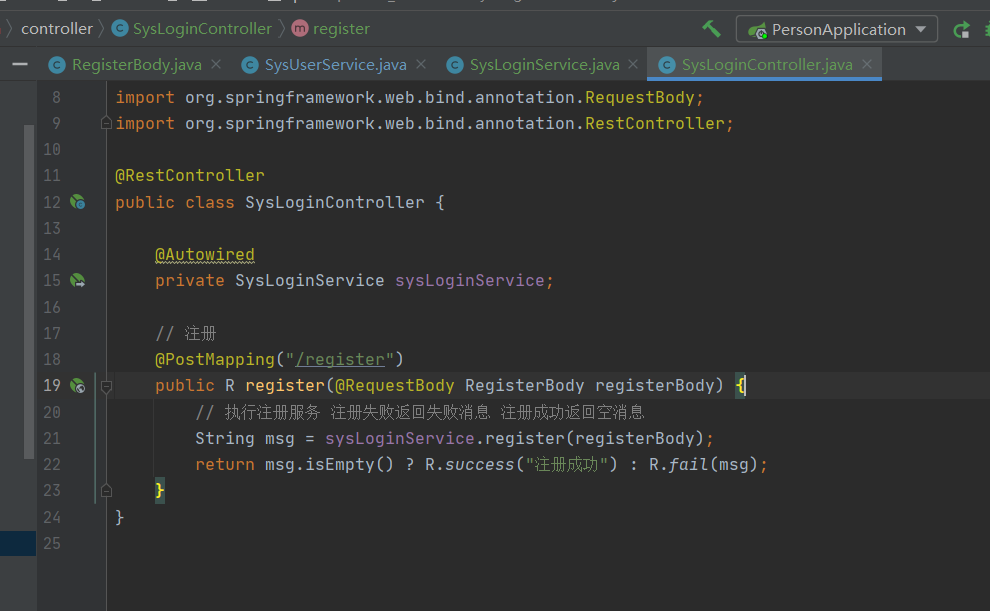 controller SysLoginController register PersonApplication
RegisterBody.java SysUserService.java SysLoginService.java SysLoginController.java
8 import org.springframework.web.bind.annotation.RequestBody;
9 import org.springframework.web.bind.annotation.RestController;
10
11 @RestController
12 public class SysLoginController {
13
14 @Autowired
15 private SysLoginService sysLoginService;
16
17 // 注册
18 @PostMapping("/register")
19 public R register(@RequestBody RegisterBody registerBody) {
20 // 执行注册服务 注册失败返回失败消息 注册成功返回空消息
21 String msg = sysLoginService.register(registerBody);
22 return msg.isEmpty() ? R.success("注册成功") : R.fail(msg);
23 }
24 }
25